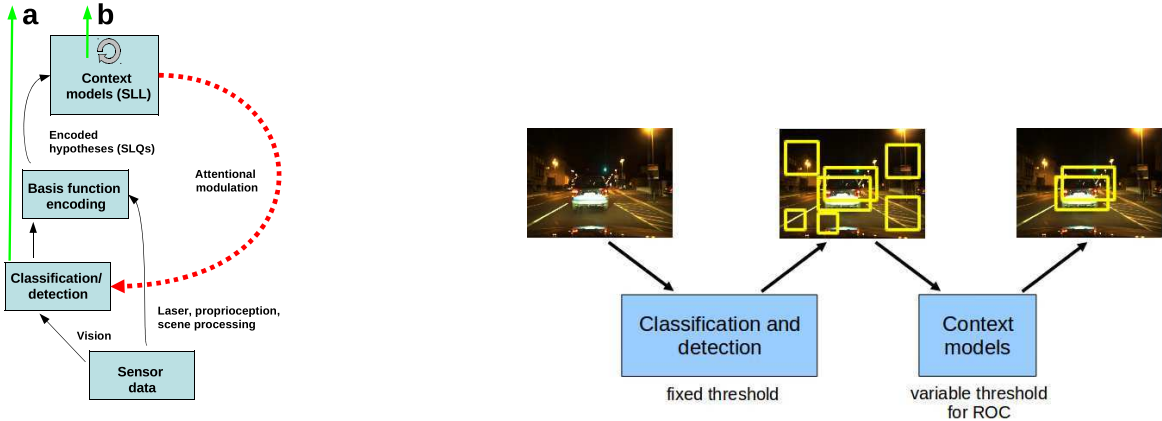 a
b
Context
models (SLL)
Encoded
hypotheses (SLQs)
Attentional
modulation
Basis function
encoding
Classification/
detection
Laser, proprioception,
scene processing
Vision
Sensor
data
Classification and
detection
fixed threshold
Context
models
variable threshold
for ROC